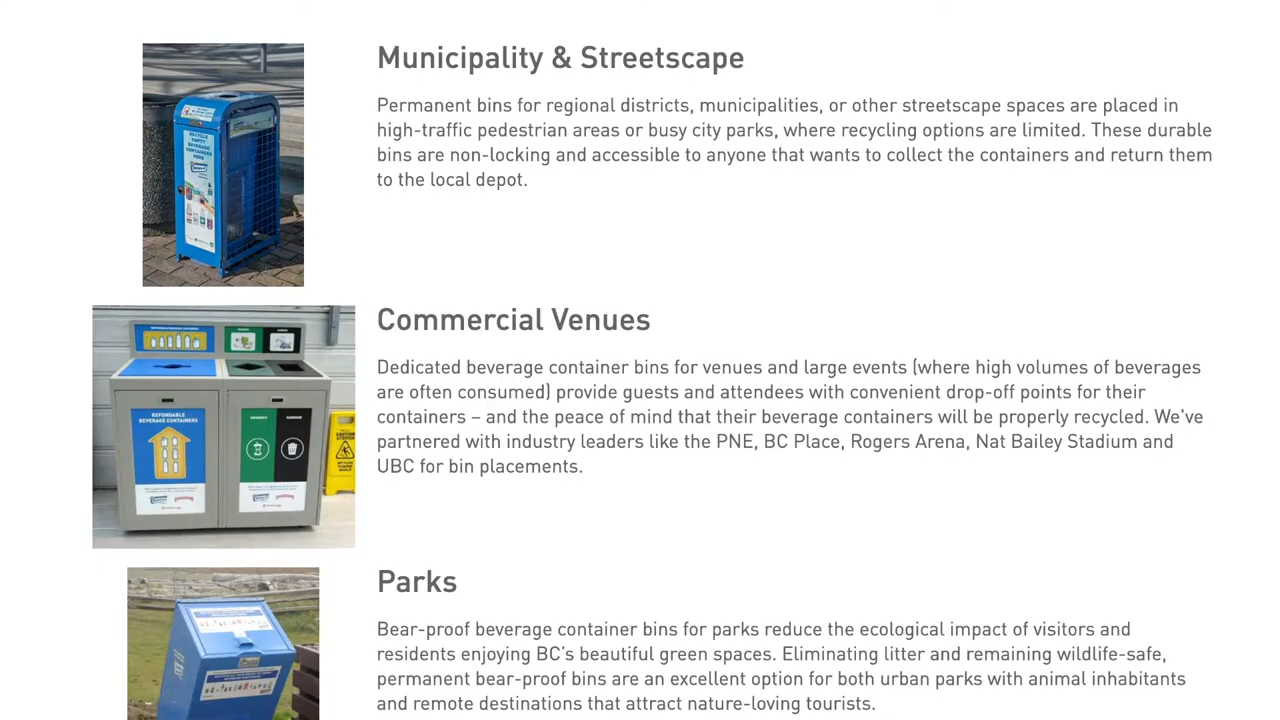 Municipality & Streetscape
Permanent bins for regional districts, municipalities, or other streetscape spaces are placed in
high-traffic pedestrian areas or busy city parks, where recycling options are limited. These durable
bins are non-locking and accessible to anyone that wants to collect the containers and return them
to the local depot.
RECYCLE
EMPTY
BEVERAGE
CONTAINERS
HERE
Commercial Venues
Dedicated beverage container bins for venues and large events (where high volumes of beverages
are often consumed) provide guests and attendees with convenient drop-off points for their
containers – and the peace of mind that their beverage containers will be properly recycled. We've
partnered with industry leaders like the PNE, BC Place, Rogers Arena, Nat Bailey Stadium and
UBC for bin placements.
REFUNDABLE
BEVERAGE CONTAINERS
CAUTION
Parks
Bear-proof beverage container bins for parks reduce the ecological impact of visitors and
residents enjoying BC's beautiful green spaces. Eliminating litter and remaining wildlife-safe,
permanent bear-proof bins are an excellent option for both urban parks with animal inhabitants
and remote destinations that attract nature-loving tourists.